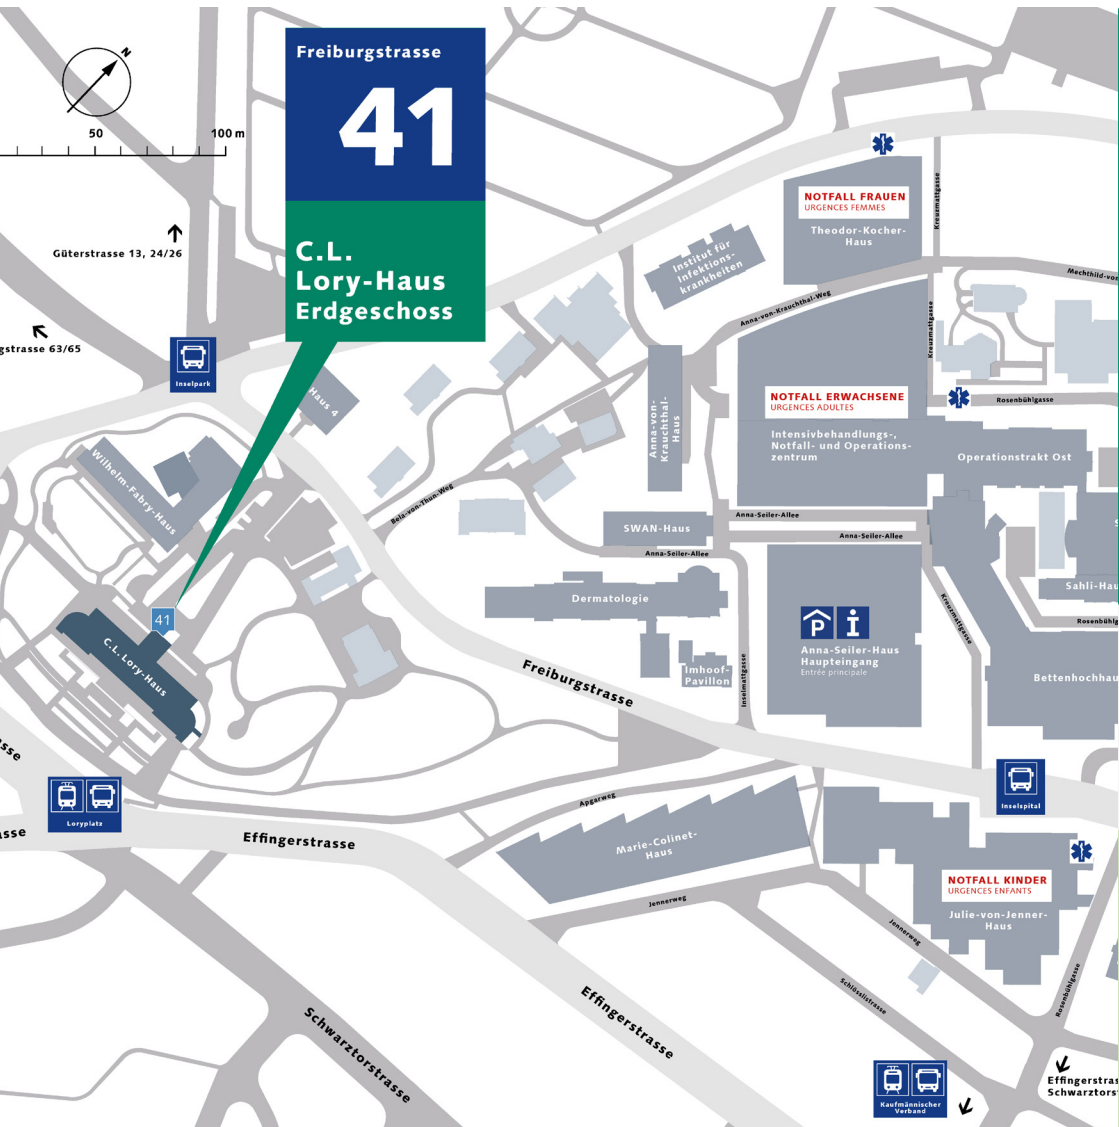 N
50
100 m
Freiburgstrasse
41
C.L.
Lory-Haus
Erdgeschoss
Güterstrasse 13, 24/26
gstrasse 63/65
Inselpark
Haus 4
Wilhelm-Fabry-Haus
41
C.L. Lory-Haus
Loryplatz
Effingerstrasse
Schwarztorstrasse
Effingerstrasse
Freiburgstrasse
Bela-von-Thun-Weg
NOTFALL FRAUEN
URGENCES FEMMES
Theodor-Kocher-
Haus
Kreuzmattgasse
Institut für
Infektions-
krankheiten
Anna-von-Krauchthal-Weg
Mechthild-vo
Kreuzmattgasse
NOTFALL ERWACHSENE
URGENCES ADULTES
Intensivbehandlungs-,
Notfall- und Operations-
zentrum
Rosenbühlgasse
Operationstrakt Ost
Anna-von-
Krauchthal-
Haus
SWAN-Haus
Anna-Seiler-Allee
Anna-Seiler-Allee
Anna-Seiler-Allee
Dermatologie
Imhoof-
Pavillon
Inselmattgasse
P i
Anna-Seiler-Haus
Haupteingang
Entrée principale
Kreuzmattgasse
S
Sahli-Hau
Rosenbühlg
Bettenhochhau
sse
asse
Apgarweg
Marie-Colinet-
Haus
Jennerweg
Inselspital
NOTFALL KINDER
URGENCES ENFANTS
Julie-von-Jenner-
Haus
Jennerweg
Schlösslistrasse
Rosenbühlgasse
Kaufmännischer
Verband
Effingerstras
Schwarztors